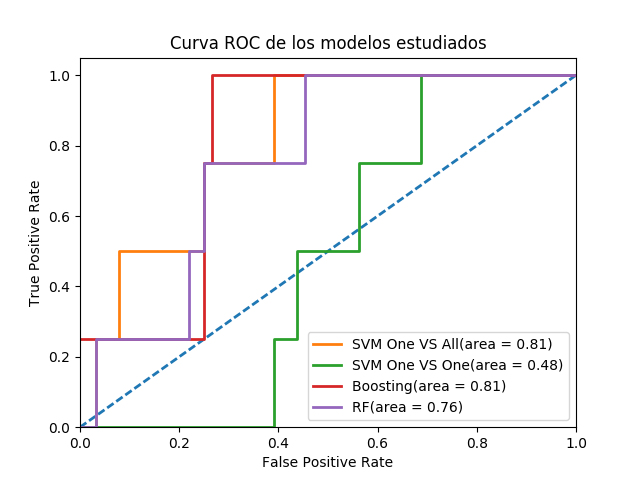 Curva ROC de los modelos estudiados
True Positive Rate
1.0
0.8
0.6
0.4
0.2
0.0
SVM One VS All(area = 0.81)
SVM One VS One(area = 0.48)
Boosting(area = 0.81)
RF(area = 0.76)
0.0 0.2 0.4 0.6 0.8 1.0
False Positive Rate